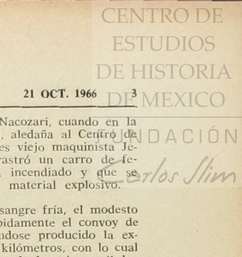 CENTRO DE
ESTUDIOS
DE HISTORIA
21 OCT. 1966 3
DE MEXICO
Nacozari, cuando en la
, aledaña al Centro de
FUNDACIÓN
es viejo maquinista Je-
rastró un carro de fe-
Carlos Slim
incendiado y que se
material explosivo.
sangre fría, el modesto
pidamente el convoy de
udose producido la ex-
kilómetros, con lo cual